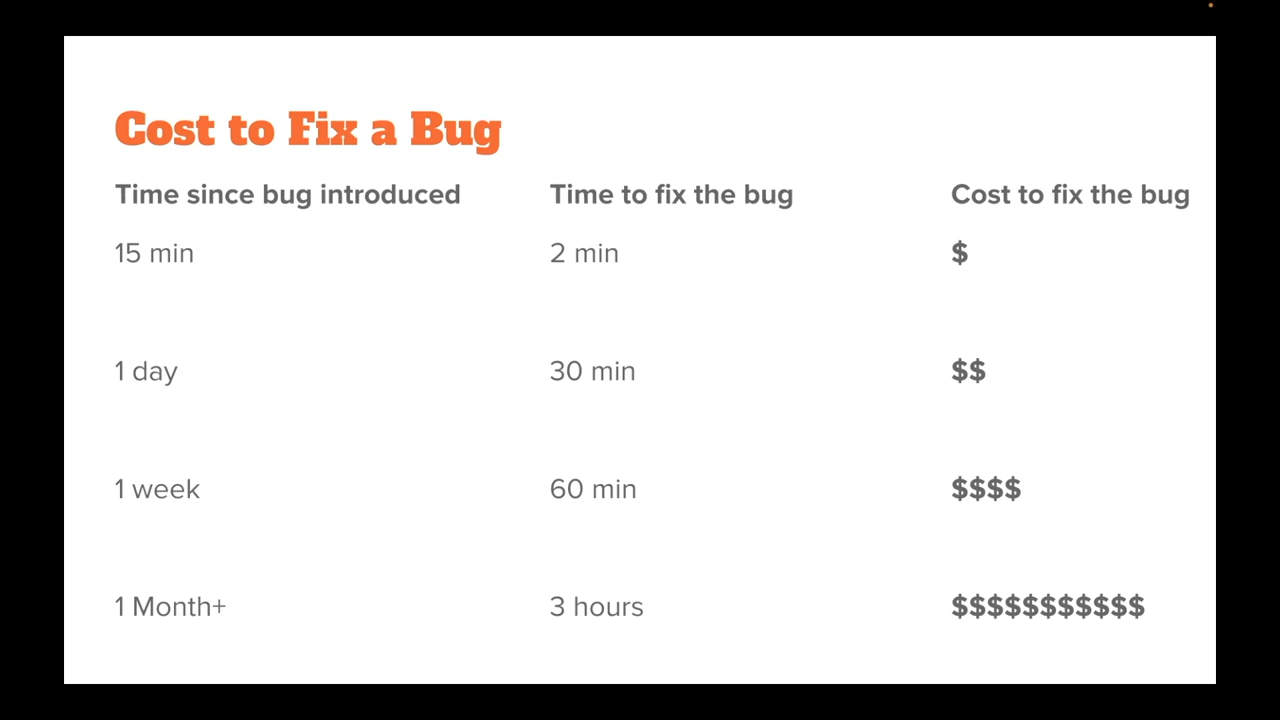 Cost to Fix a Bug
Time since bug introduced Time to fix the bug Cost to fix the bug
15 min 2 min $
1 day 30 min $$
1 week 60 min $$$$
1 Month+ 3 hours $$$$$$$$$$$